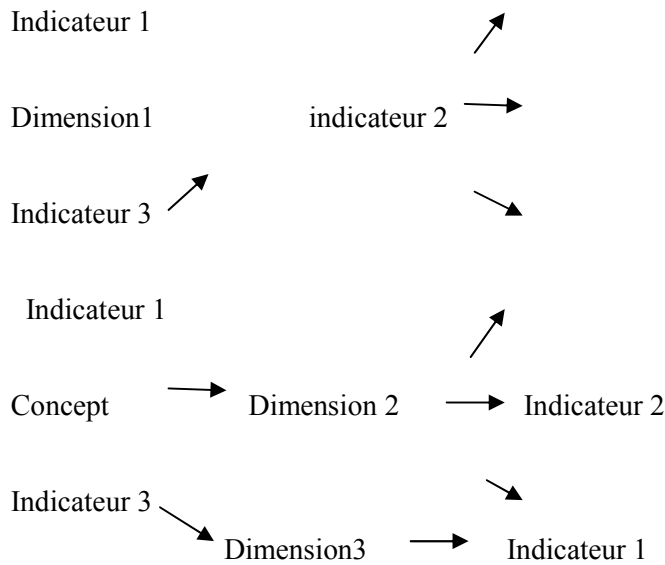 Indicateur 1
Dimension1 indicateur 2
Indicateur 3
Indicateur 1
Concept Dimension 2 Indicateur 2
Indicateur 3
Dimension3 Indicateur 1